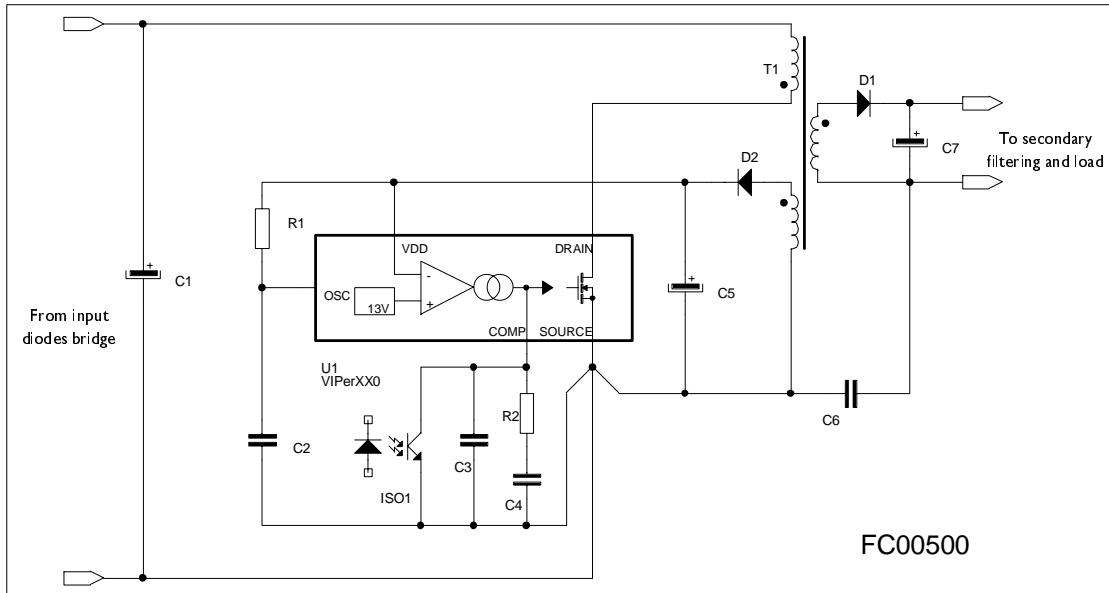 T1
D1
C7
To secondary
filtering and load
D2
R1
VDD
DRAIN
-
+
OSC
13V
COMP
SOURCE
+
C1
+
C5
From input
diodes bridge
U1
VIPerXX0
R2
C6
C2
C3
C4
ISO1
+
FC00500